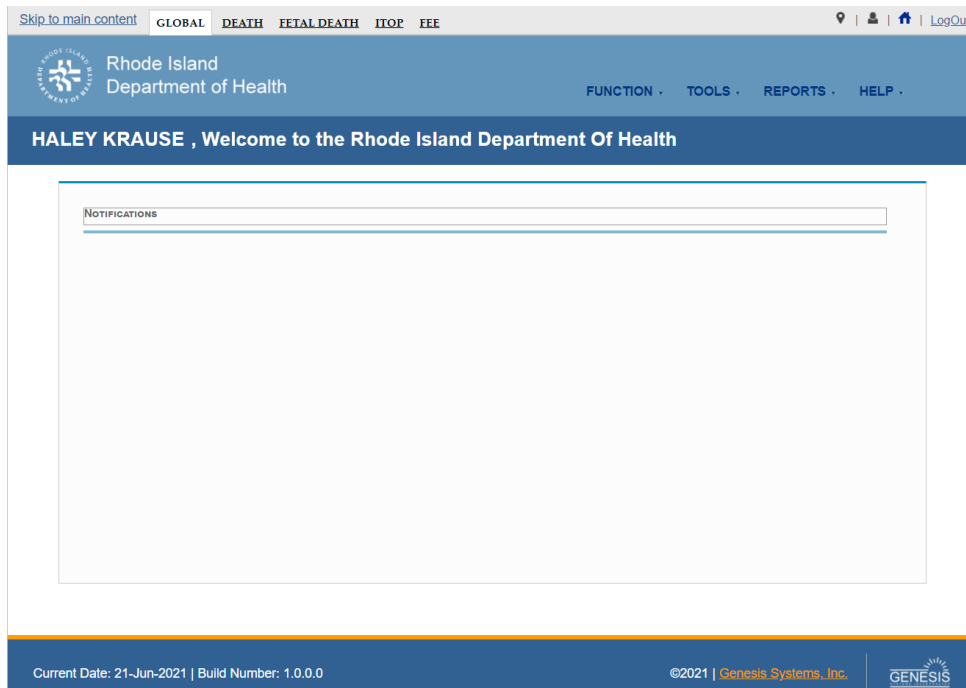 Skip to main content GLOBAL DEATH FETAL DEATH ITOP FEE | | | LogOu
Rhode Island
Department of Health
FUNCTION TOOLS REPORTS HELP
HALEY KRAUSE , Welcome to the Rhode Island Department Of Health
NOTIFICATIONS
Current Date: 21-Jun-2021 | Build Number: 1.0.0.0 ©2021 | Genesis Systems, Inc. GENESIS